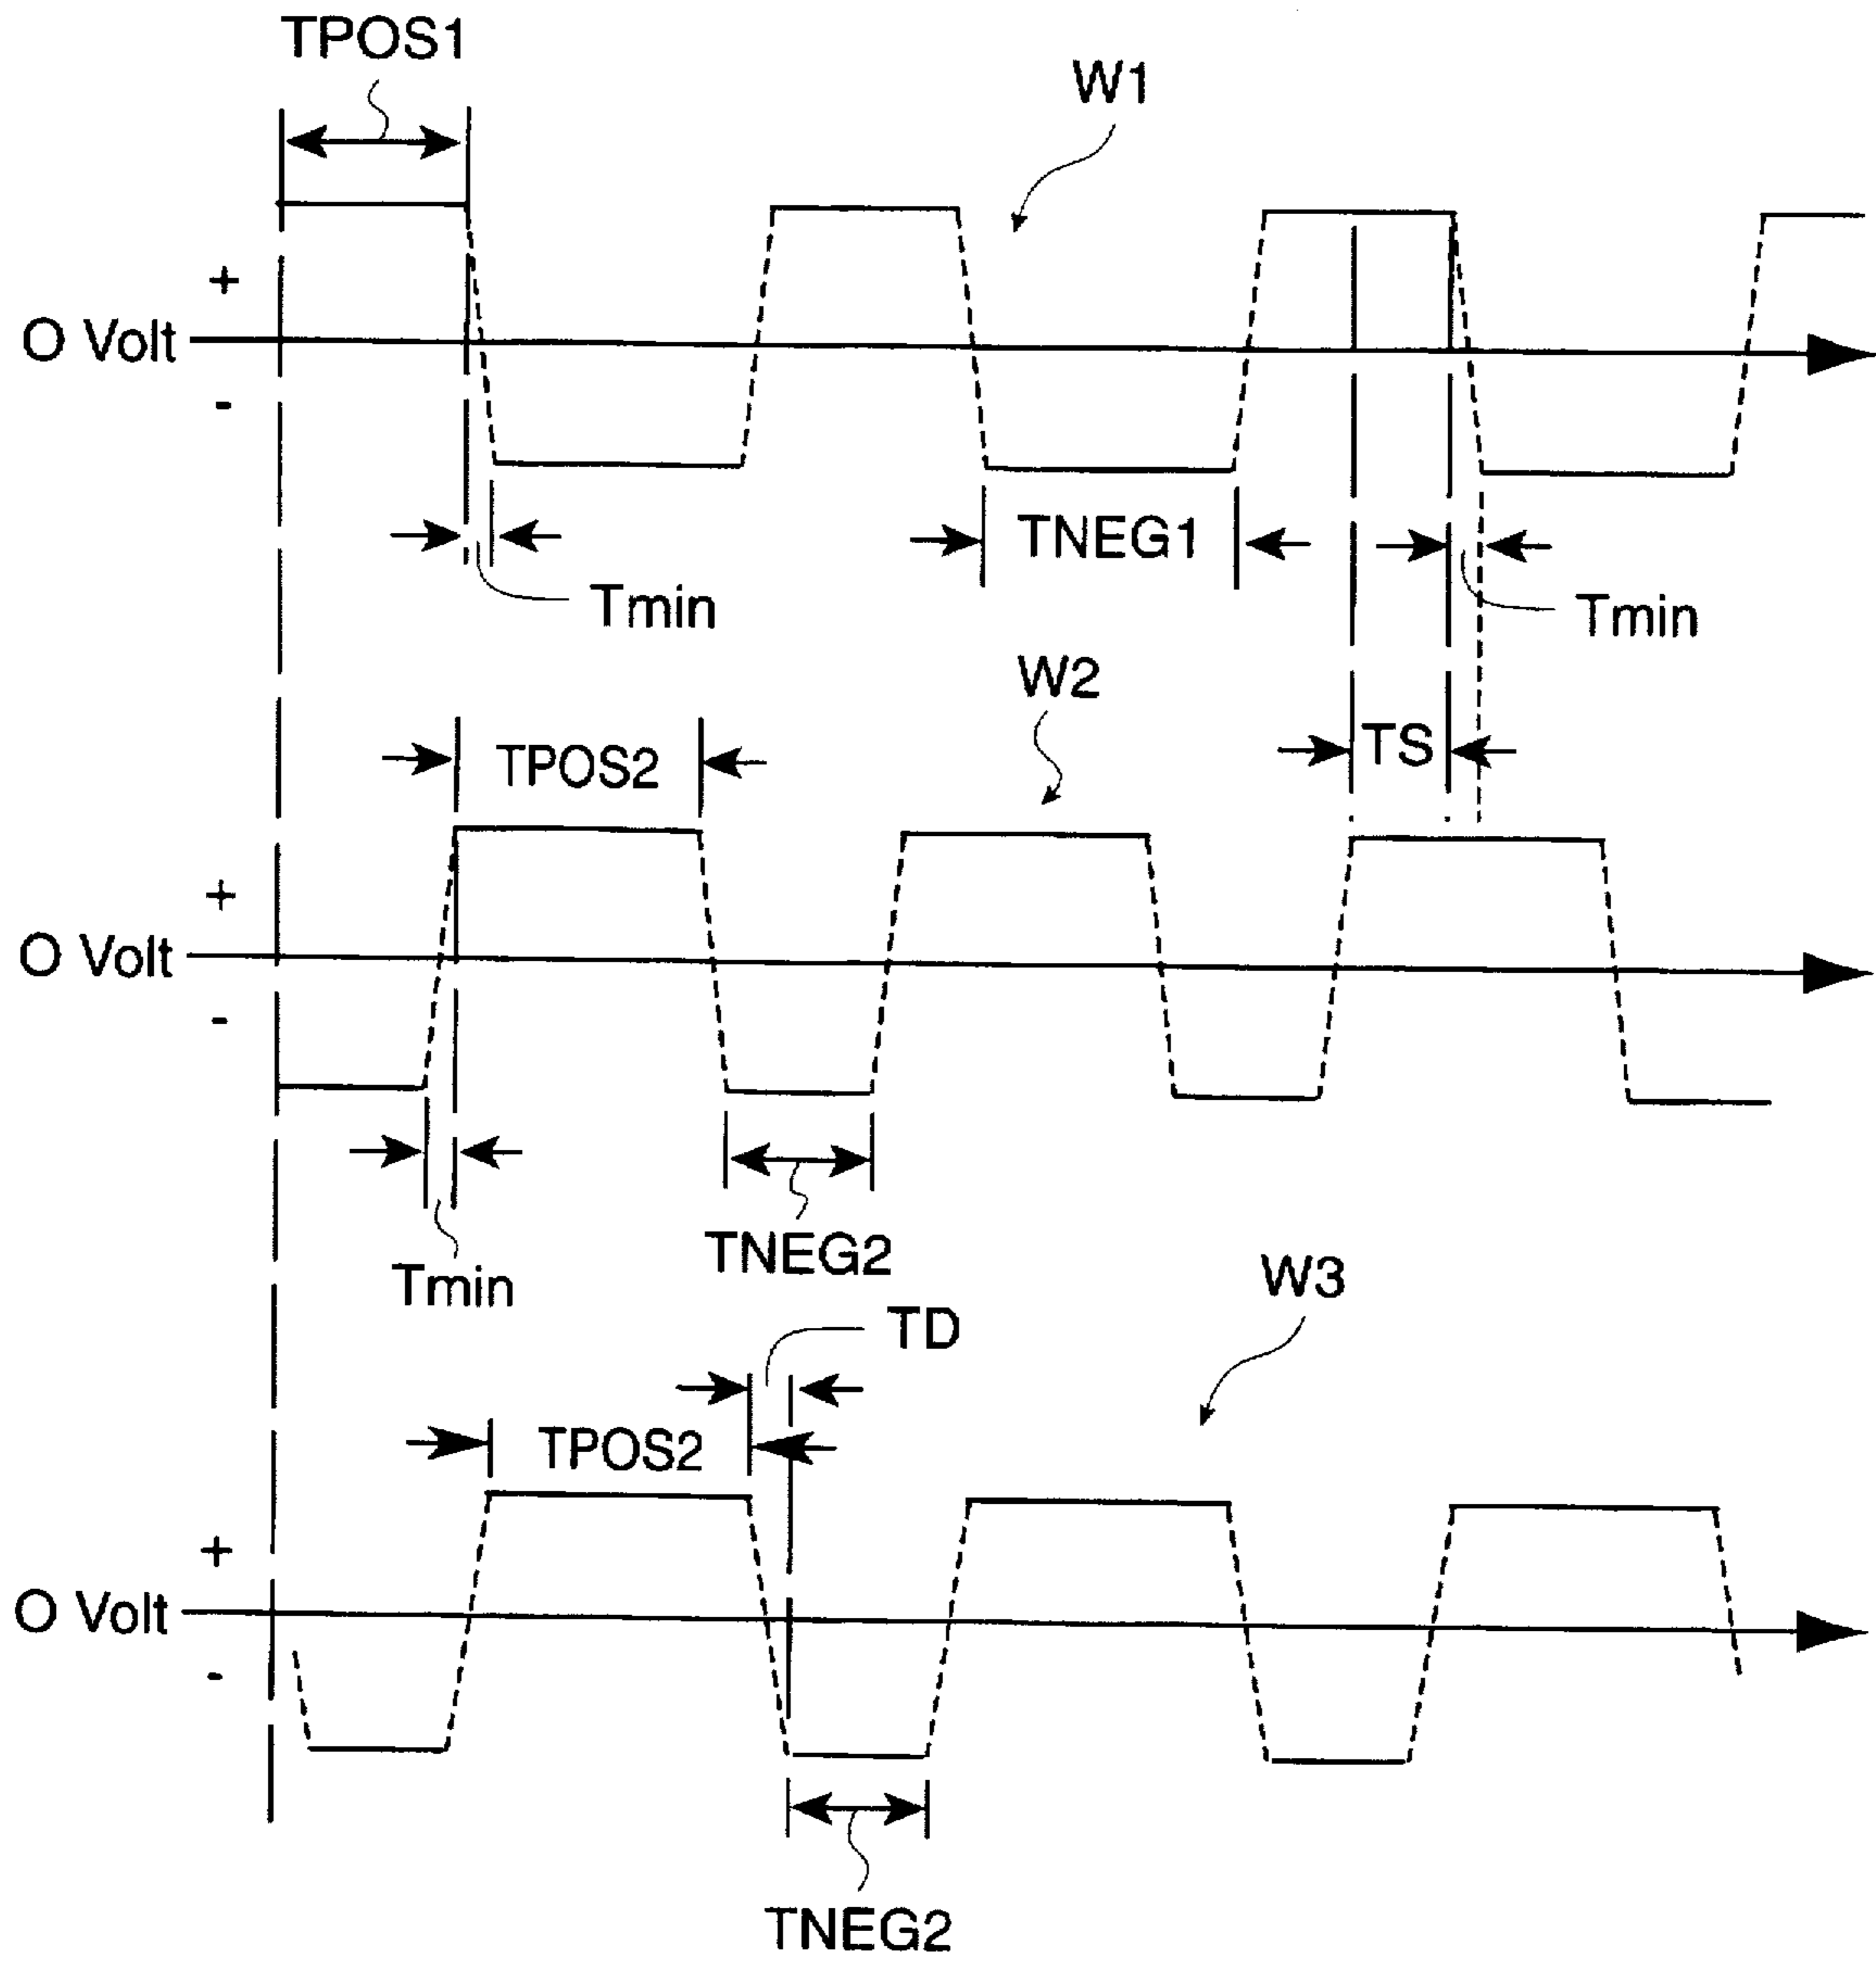 TPOS1
W1
+
O Volt
-
TNEG1
Tmin
Tmin
W2
TPOS2
TS
+
O Volt
-
TNEG2
Tmin
W3
TD
TPOS2
+
O Volt
-
TNEG2